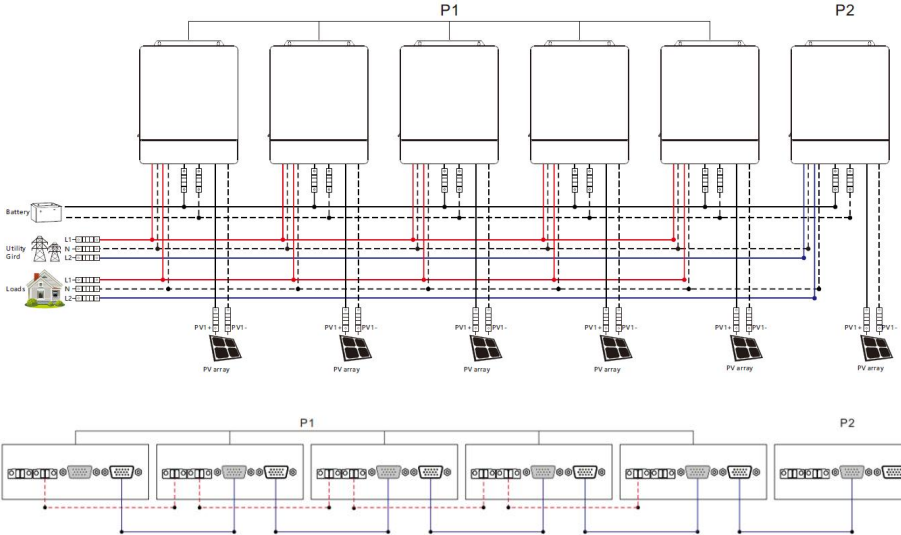 P1 P2
Battery
L1
Utility N
Gird L2
L1
Loads N
L2
PV1+ PV1- PV1+ PV1- PV1+ PV1- PV1+ PV1- PV1+ PV1- PV1+ PV1-
PV array PV array PV array PV array PV array PV array
P1 P2